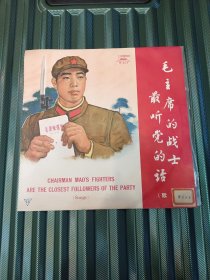 毛主席的战士
最听党的话
CHAIRMAN MAO'S FIGHTERS
ARE THE CLOSEST FOLLOWERS OF THE PARTY
(Songs)